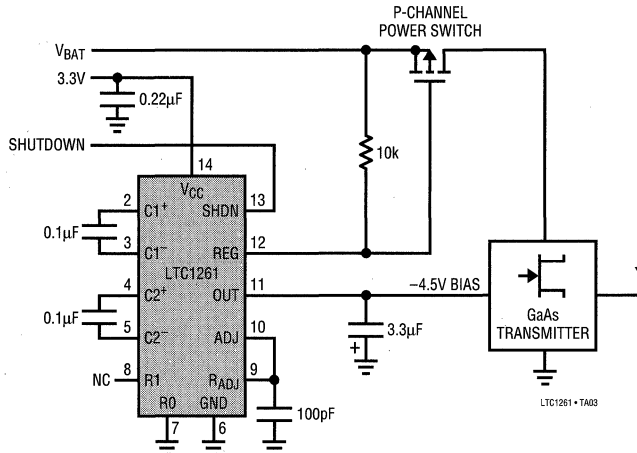 P-CHANNEL
POWER SWITCH
VBAT
3.3V
0.22µF
SHUTDOWN
10k
14
VCC
2
C1+
SHDN
13
0.1µF
3
C1−
REG
12
LTC1261
4
C2+
OUT
11
−4.5V BIAS
0.1µF
5
C2−
ADJ
10
3.3µF
+
GaAs
TRANSMITTER
NC
8
R1
RADJ
9
R0
GND
100pF
7
6
LTC1261 • TA03